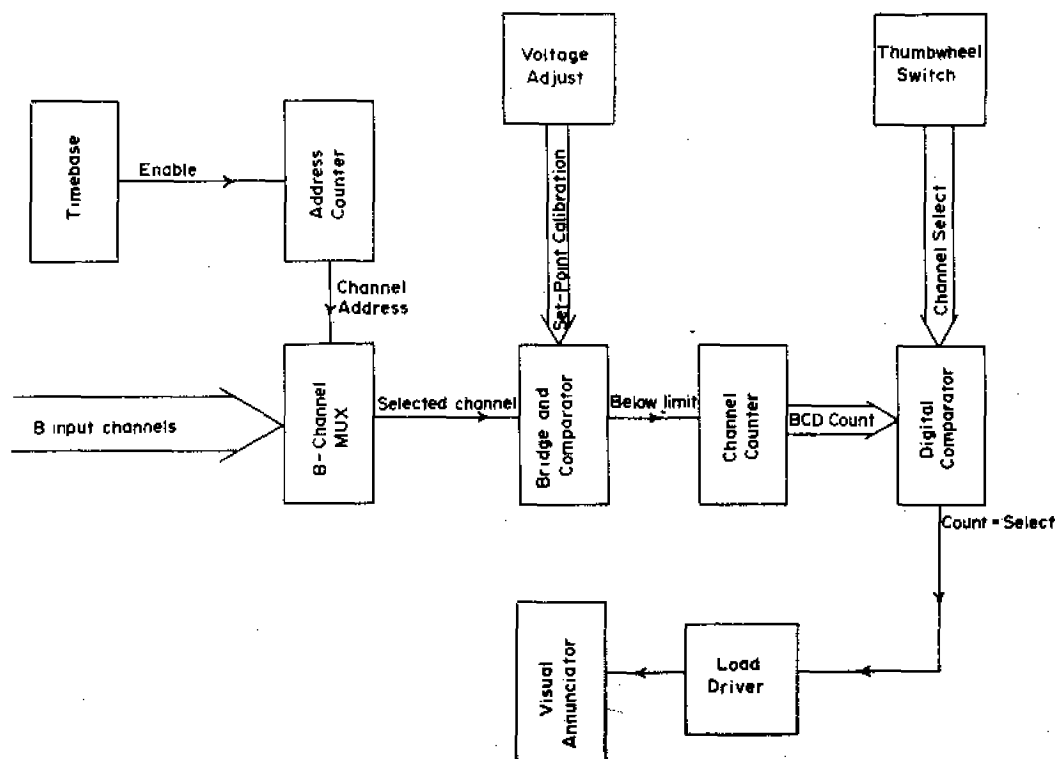 Voltage
Adjust
Thumbwheel
Switch
Timebase
Enable
Address
Counter
Set-Point Calibration
Channel Select
Channel
Address
8 input channels
8-Channel
MUX
Selected channel
Bridge and
Comparator
Below limit
Channel
Counter
BCD Count
Digital
Comparator
Count = Select
Visual
Annunciator
Load
Driver